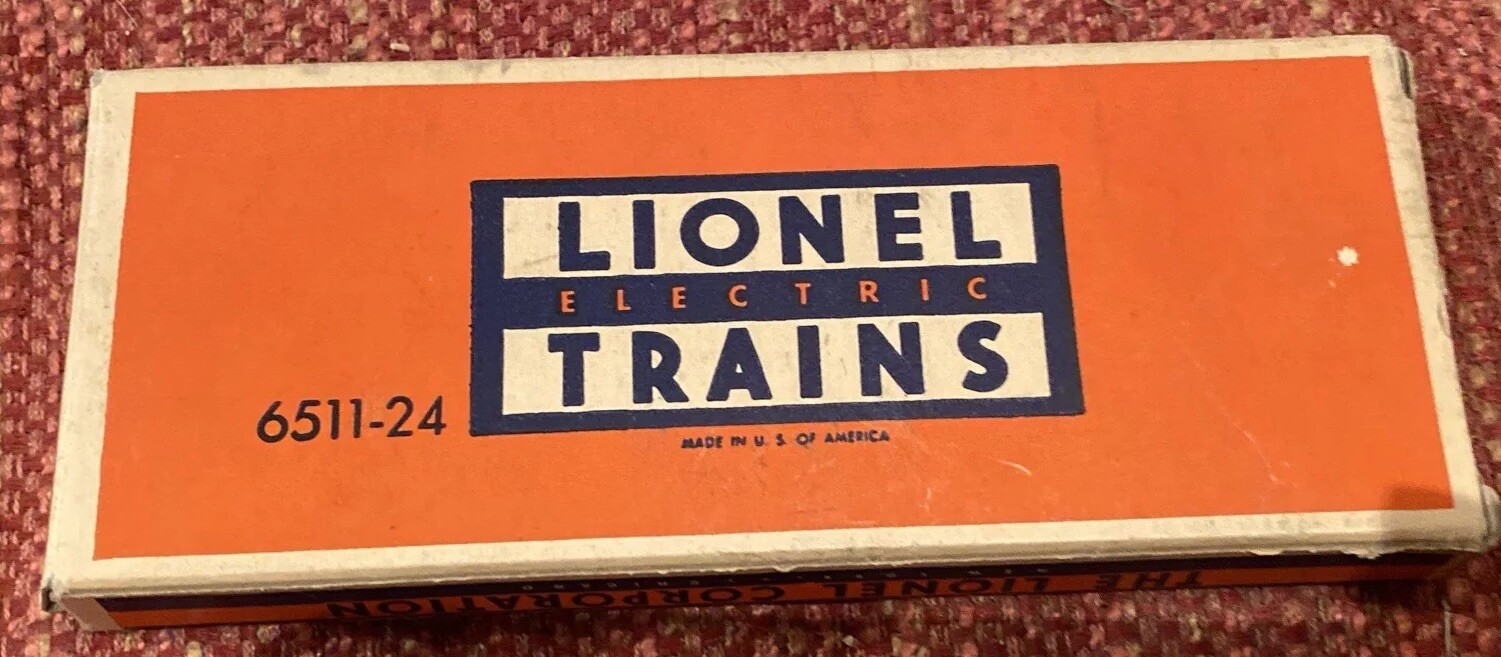 LIONEL
ELECTRIC
TRAINS
6511-24
MADE IN U. S. OF AMERICA
THE LIONEL CORPORATION